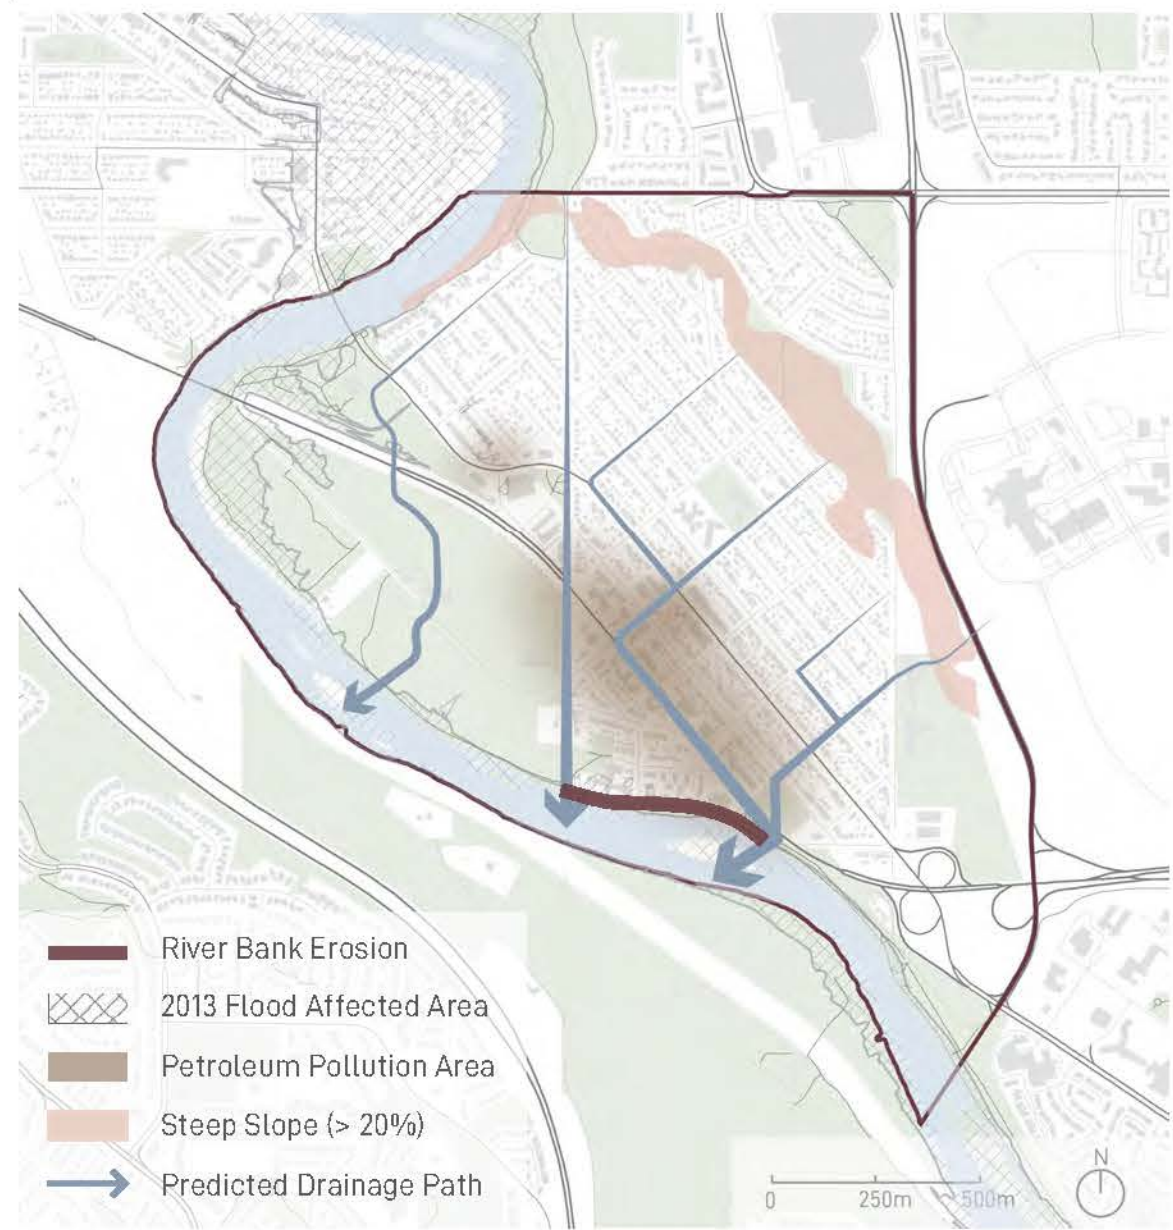 River Bank Erosion
2013 Flood Affected Area
Petroleum Pollution Area
Steep Slope (> 20%)
Predicted Drainage Path
0 250m 500m
N